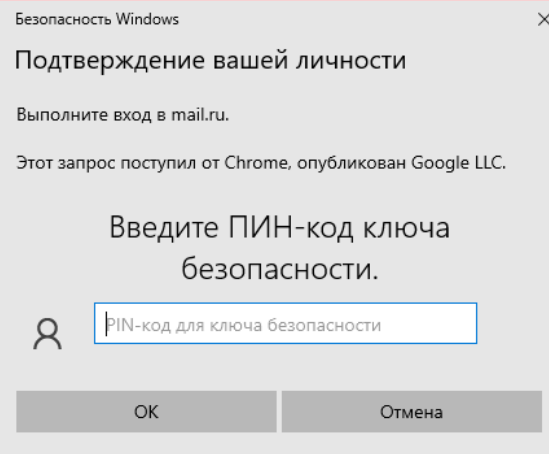 Безопасность Windows
Подтверждение вашей личности
Выполните вход в mail.ru.
Этот запрос поступил от Chrome, опубликован Google LLC.
Введите ПИН-код ключа
безопасности.
PIN-код для ключа безопасности
ОК
Отмена